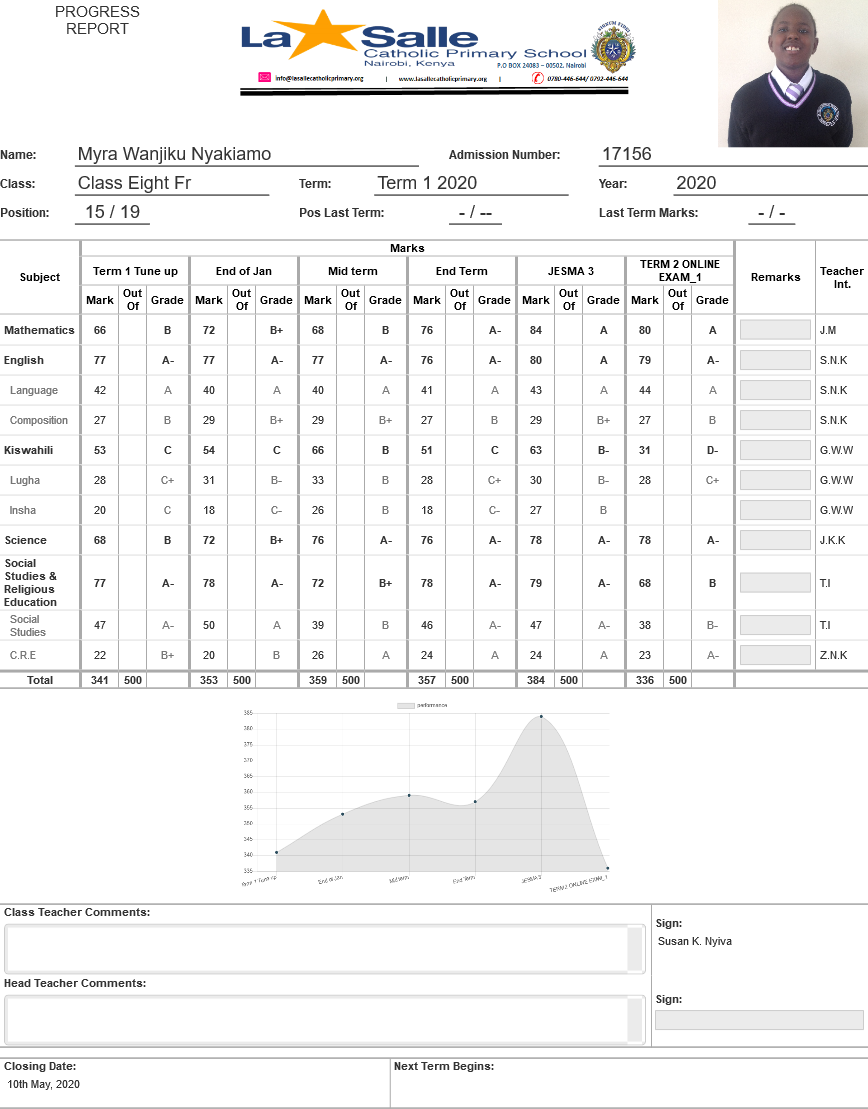 PROGRESS
REPORT
La Salle
Catholic Primary School
Nairobi, Kenya
P.O BOX 24083 – 00502, Nairobi
info@lasallecatholicprimary.org | www.lasallecatholicprimary.org | 0780-446-644/ 0792-446-644
Name: Myra Wanjiku Nyakiamo Admission Number: 17156
Class: Class Eight Fr Term: Term 1 2020 Year: 2020
Position: 15 / 19 Pos Last Term: - / -- Last Term Marks: - / -
Marks
Subject Term 1 Tune up End of Jan Mid term End Term JESMA 3 TERM 2 ONLINE EXAM_1 Remarks Teacher Int.
Mark Out Of Grade Mark Out Of Grade Mark Out Of Grade Mark Out Of Grade Mark Out Of Grade Mark Out Of Grade
Mathematics 66 B 72 B+ 68 B 76 A- 84 A 80 A J.M
English 77 A- 77 A- 77 A- 76 A- 80 A 79 A- S.N.K
Language 42 A 40 A 40 A 41 A 43 A 44 A S.N.K
Composition 27 B 29 B+ 29 B+ 27 B 29 B+ 27 B S.N.K
Kiswahili 53 C 54 C 66 B 51 C 63 B- 31 D- G.W.W
Lugha 28 C+ 31 B- 33 B 28 C+ 30 B- 28 C+ G.W.W
Insha 20 C 18 C- 26 B 18 C- 27 B G.W.W
Science 68 B 72 B+ 76 A- 76 A- 78 A- 78 A- J.K.K
Social Studies & Religious Education 77 A- 78 A- 72 B+ 78 A- 79 A- 68 B T.I
Social Studies 47 A- 50 A 39 B 46 A- 47 A- 38 B- T.I
C.R.E 22 B+ 20 B 26 A 24 A 24 A 23 A- Z.N.K
Total 341 500 353 500 359 500 357 500 384 500 336 500
performance
385
380
375
370
365
360
355
350
345
340
335
Term 1 Tune up End of Jan Mid term End Term JESMA 3 TERM 2 ONLINE EXAM_1
Class Teacher Comments:
Sign:
Susan K. Nyiva
Head Teacher Comments:
Sign:
Closing Date: Next Term Begins:
10th May, 2020